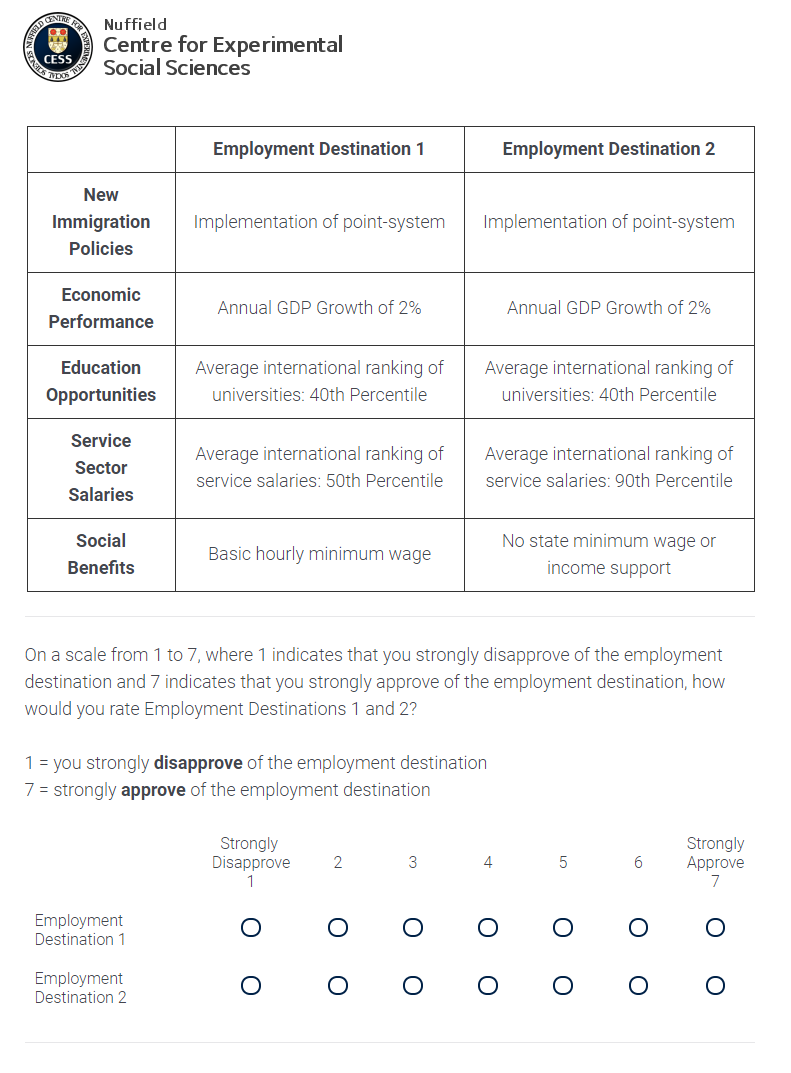 NUFFIELD CENTRE FOR EXPERIMENTAL SOCIAL SCIENCES
CESS
Nuffield
Centre for Experimental
Social Sciences
Employment Destination 1
Employment Destination 2
New
Immigration
Policies
Implementation of point-system
Implementation of point-system
Economic
Performance
Annual GDP Growth of 2%
Annual GDP Growth of 2%
Education
Opportunities
Average international ranking of
universities: 40th Percentile
Average international ranking of
universities: 40th Percentile
Service
Sector
Salaries
Average international ranking of
service salaries: 50th Percentile
Average international ranking of
service salaries: 90th Percentile
Social
Benefits
Basic hourly minimum wage
No state minimum wage or
income support
On a scale from 1 to 7, where 1 indicates that you strongly disapprove of the employment
destination and 7 indicates that you strongly approve of the employment destination, how
would you rate Employment Destinations 1 and 2?
1 = you strongly disapprove of the employment destination
7 = strongly approve of the employment destination
Strongly
Disapprove
1
2
3
4
5
6
Strongly
Approve
7
Employment
Destination 1
Employment
Destination 2